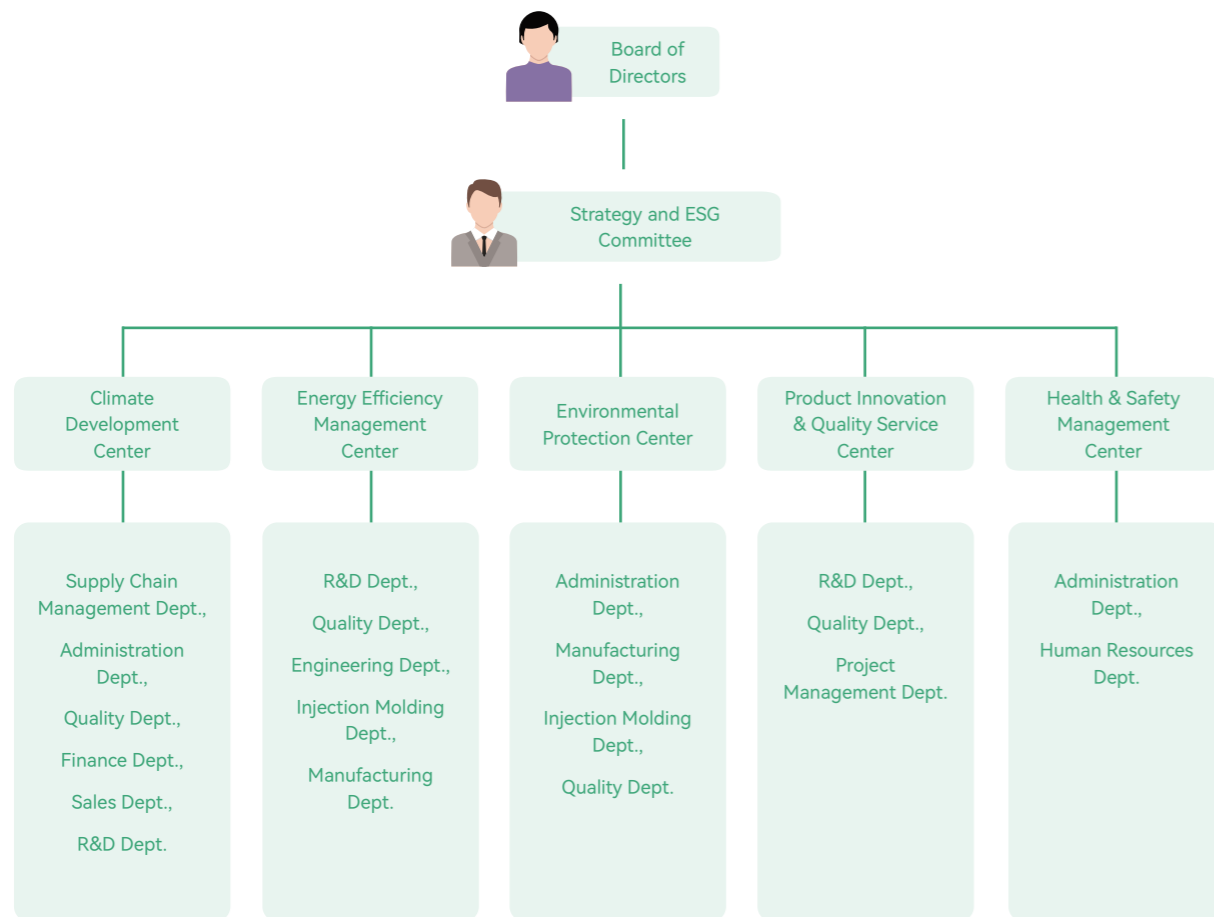 Board of
Directors
Strategy and ESG
Committee
Climate
Development
Center
Energy Efficiency
Management
Center
Environmental
Protection Center
Product Innovation
& Quality Service
Center
Health & Safety
Management
Center
Supply Chain
Management Dept.,
Administration
Dept.,
Quality Dept.,
Finance Dept.,
Sales Dept.,
R&D Dept.
R&D Dept.,
Quality Dept.,
Engineering Dept.,
Injection Molding
Dept.,
Manufacturing
Dept.
Administration
Dept.,
Manufacturing
Dept.,
Injection Molding
Dept.,
Quality Dept.
R&D Dept.,
Quality Dept.,
Project
Management Dept.
Administration
Dept.,
Human Resources
Dept.